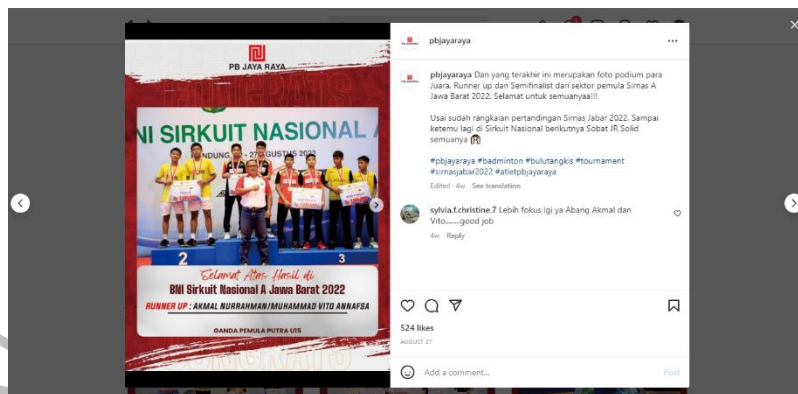 PB JAYA RAYA
NI SIRKUIT NASIONAL A
2
3
Selamat Atas Hasil di
BNI Sirkuit Nasional A Jawa Barat 2022
RUNNER UP : AKMAL NURRAHMAN/MUHAMMAD VITO ANNAFSA
GANDA PEMULA PUTRA U15
pbjayaraya
pbjayaraya Dan yang terakhir ini merupakan foto podium para
Juara, Runner up dan Semifinalist dari sektor pemula Sirnas A
Jawa Barat 2022. Selamat untuk semuanyaa!!!
Usai sudah rangkaian pertandingan Sirnas Jabar 2022. Sampai
ketemu lagi di Sirkuit Nasional berikutnya Sobat JR Solid
semuanya
#pbjayaraya #badminton #bulutangkis #tournament
#sirnasjabar2022 #atletpbjayaraya
Edited · 4w See translation
sylvia.f.christine.7 Lebih fokus lgi ya Abang Akmal dan
Vito.......good job
4w Reply
524 likes
AUGUST 27
Add a comment...
Post